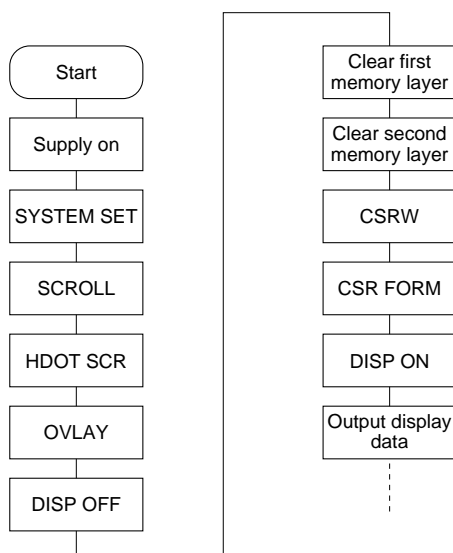 Start
Supply on
SYSTEM SET
SCROLL
HDOT SCR
OVLAY
DISP OFF
Clear first
memory layer
Clear second
memory layer
CSRW
CSR FORM
DISP ON
Output display
data